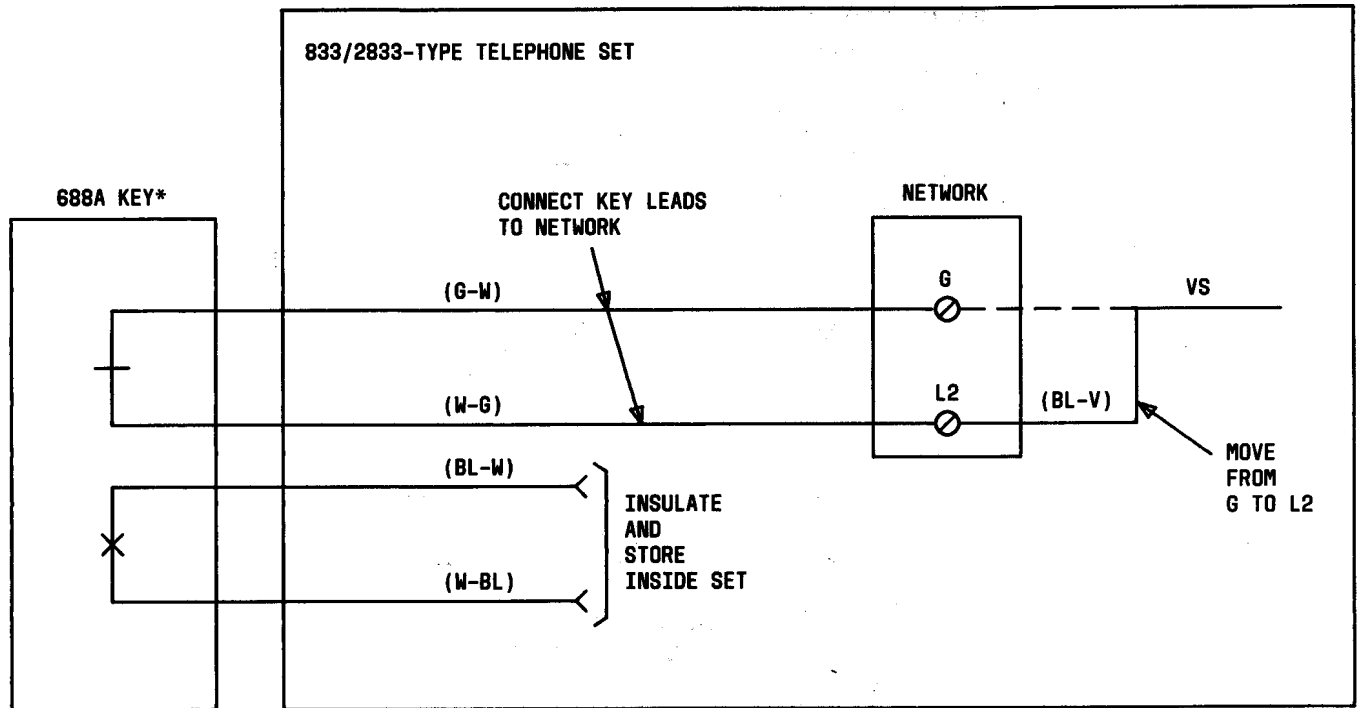 833/2833-TYPE TELEPHONE SET
688A KEY*
CONNECT KEY LEADS
TO NETWORK
NETWORK
(G-W)
G
VS
(W-G)
L2
(BL-V)
MOVE
FROM
G TO L2
(BL-W)
INSULATE
AND
STORE
INSIDE SET
(W-BL)